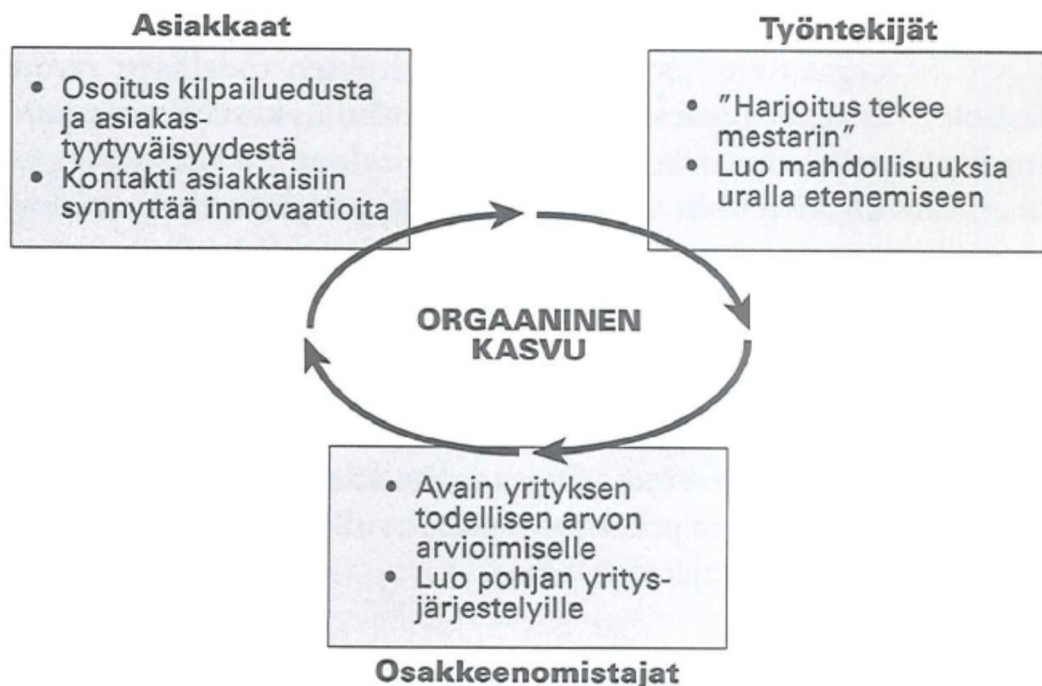 Asiakkaat
• Osoitus kilpailuedusta
ja asiakas-
tyytyväisyydestä
• Kontakti asiakkaisiin
synnyttää innovaatioita
Työntekijät
• "Harjoitus tekee
mestarin"
• Luo mahdollisuuksia
uralla etenemiseen
ORGAANINEN
KASVU
• Avain yrityksen
todellisen arvon
arvioimiselle
• Luo pohjan yritys-
järjestelyille
Osakkeenomistajat